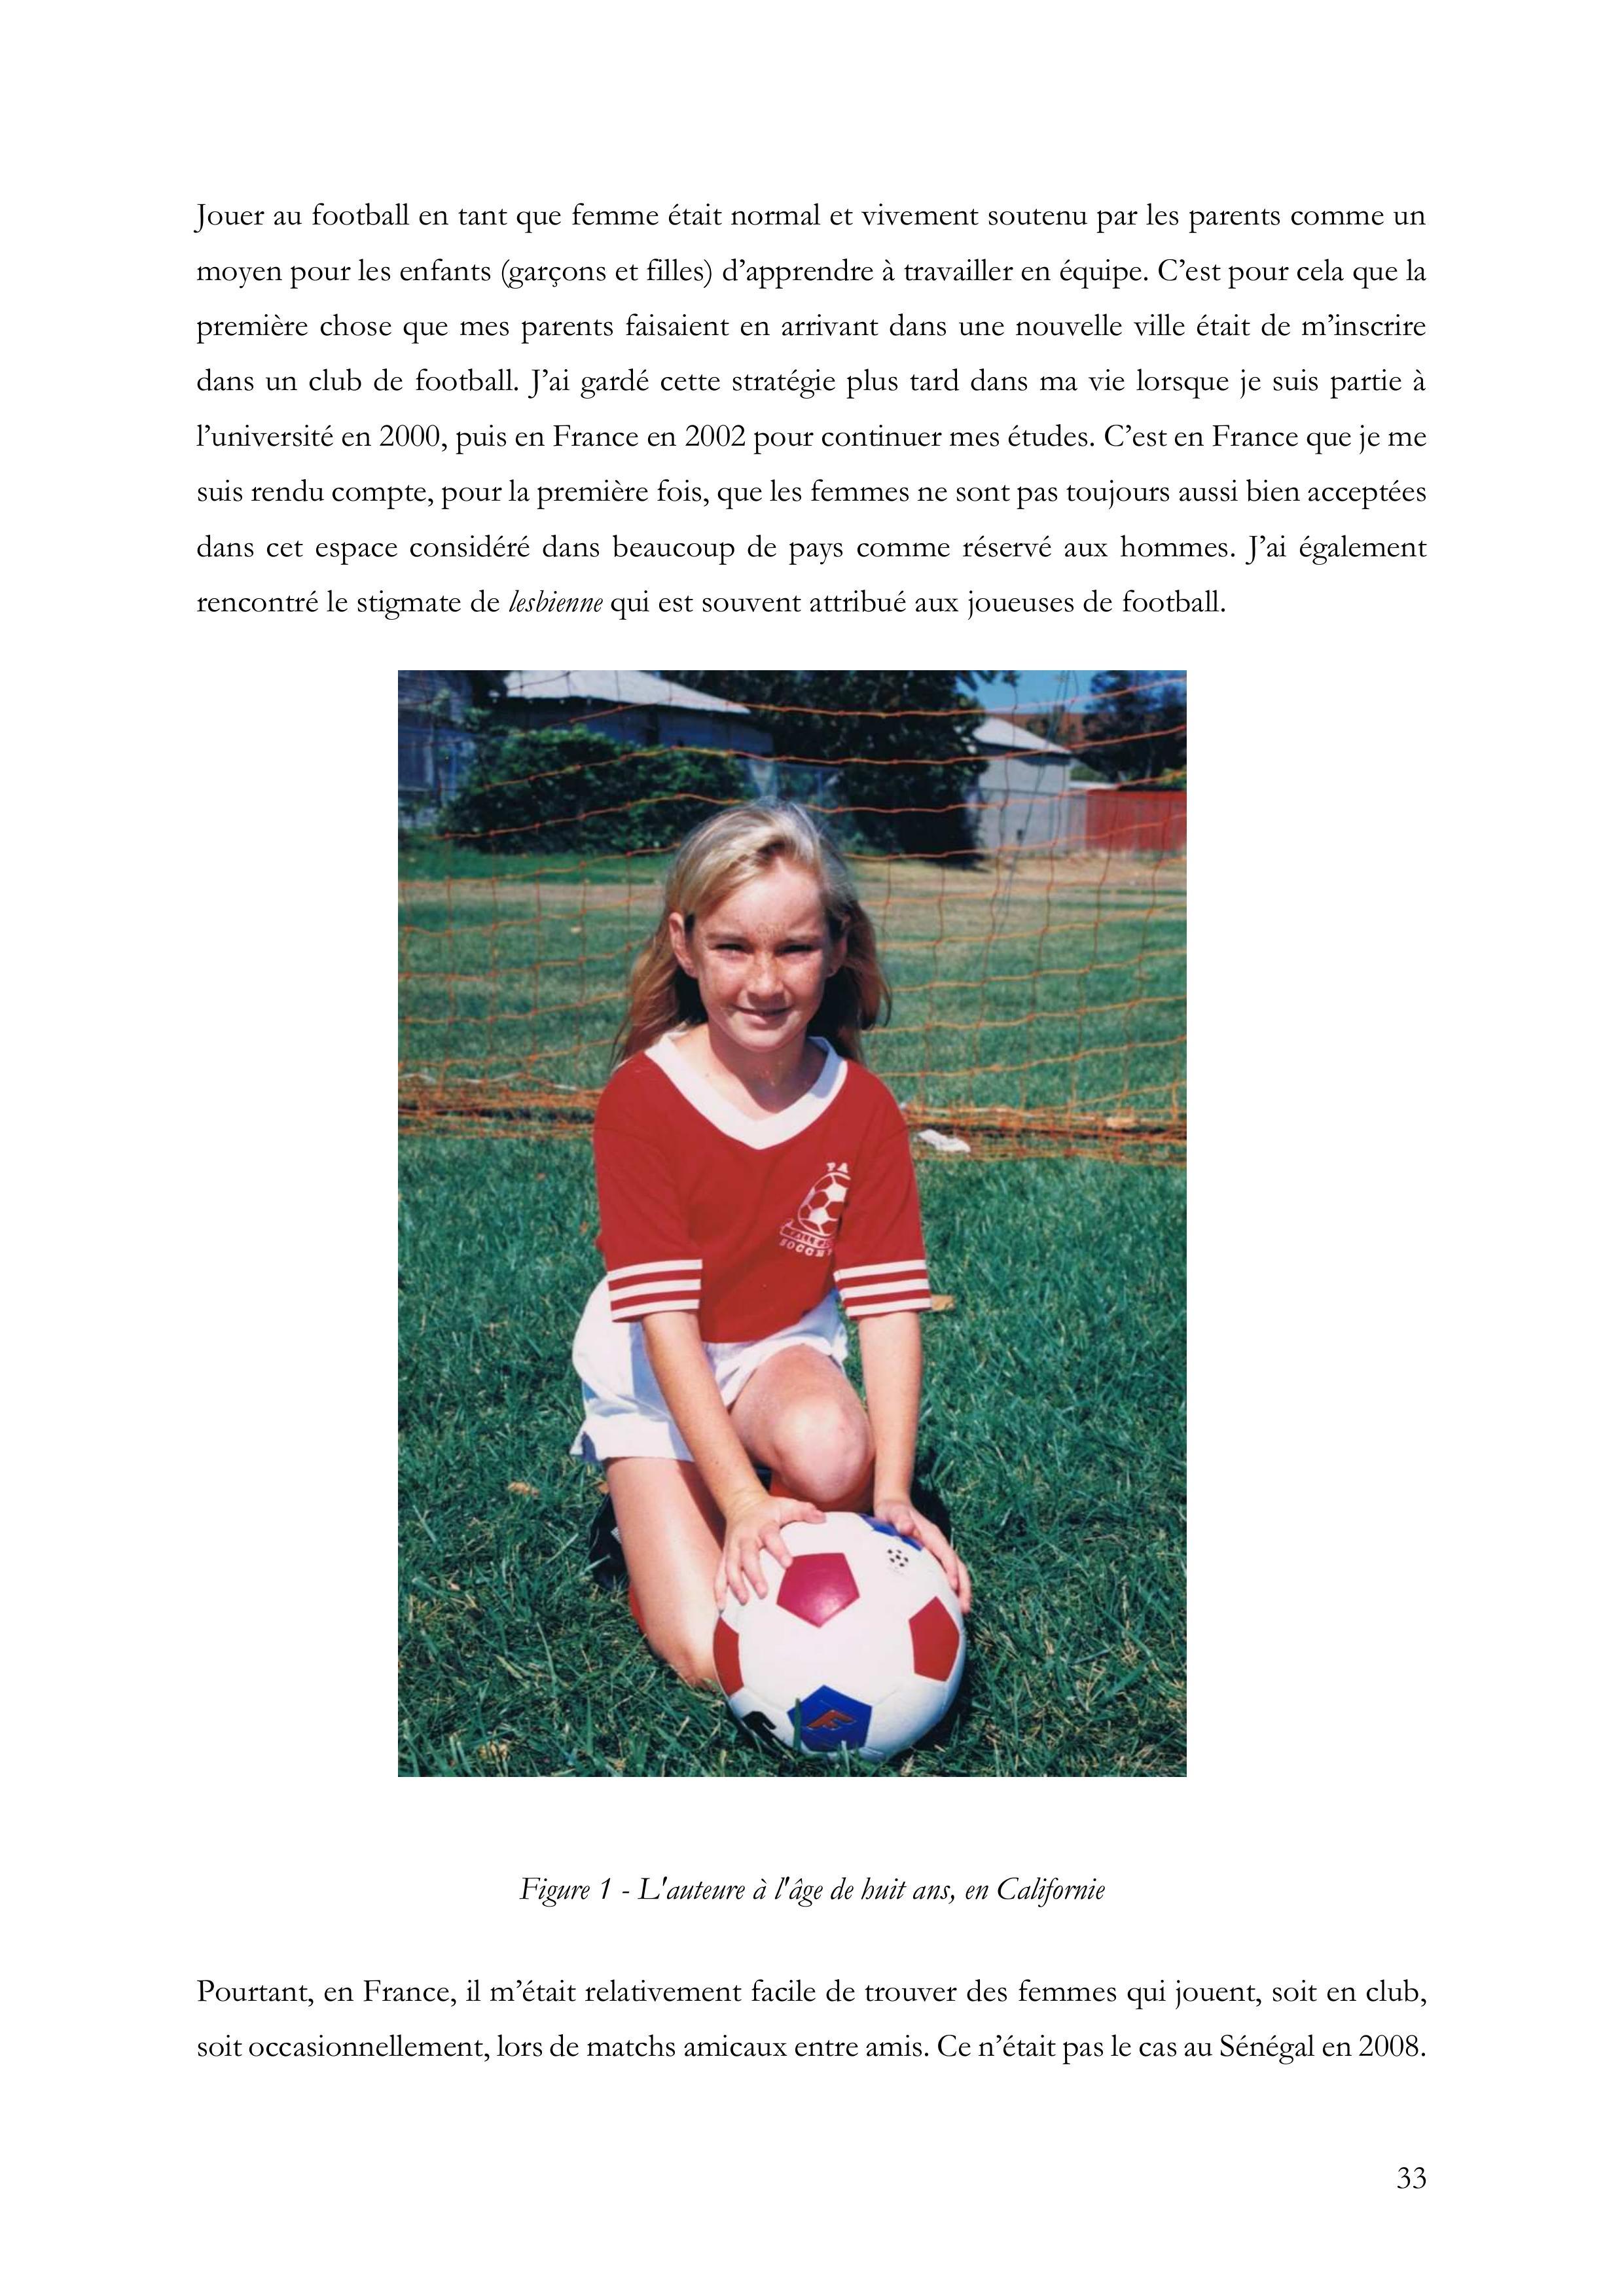 Jouer au football en tant que femme était normal et vivement soutenu par les parents comme un
moyen pour les enfants (garçons et filles) d’apprendre à travailler en équipe. C’est pour cela que la
première chose que mes parents faisaient en arrivant dans une nouvelle ville était de m’inscrire
dans un club de football. J’ai gardé cette stratégie plus tard dans ma vie lorsque je suis partie à
l’université en 2000, puis en France en 2002 pour continuer mes études. C’est en France que je me
suis rendu compte, pour la première fois, que les femmes ne sont pas toujours aussi bien acceptées
dans cet espace considéré dans beaucoup de pays comme réservé aux hommes. J’ai également
rencontré le stigmate de lesbienne qui est souvent attribué aux joueuses de football.
Figure 1 - L'auteure à l'âge de huit ans, en Californie
Pourtant, en France, il m’était relativement facile de trouver des femmes qui jouent, soit en club,
soit occasionnellement, lors de matchs amicaux entre amis. Ce n’était pas le cas au Sénégal en 2008.
33